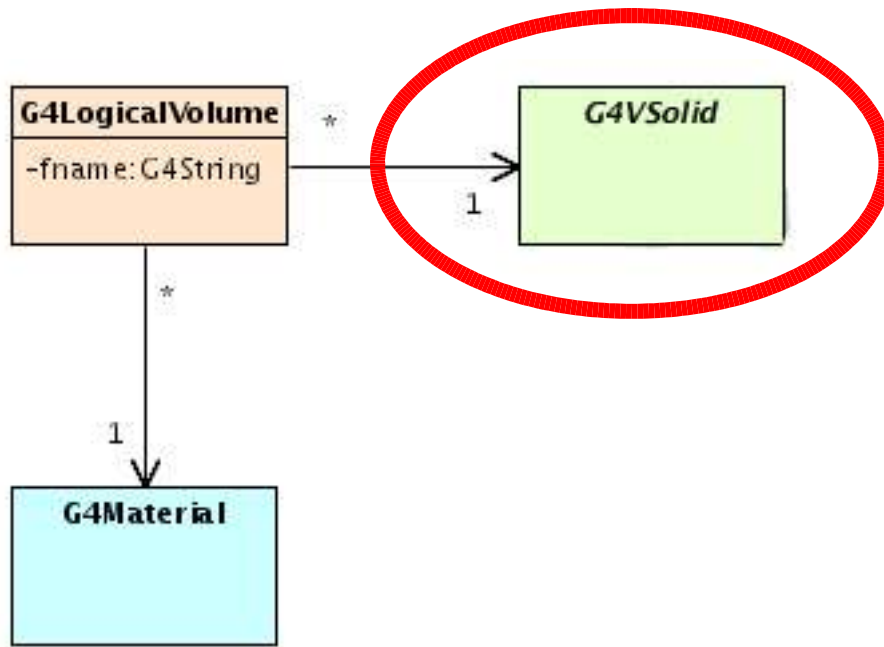 G4LogicalVolume
-fname:G4String
*
1
G4VSolid
*
1
G4Material